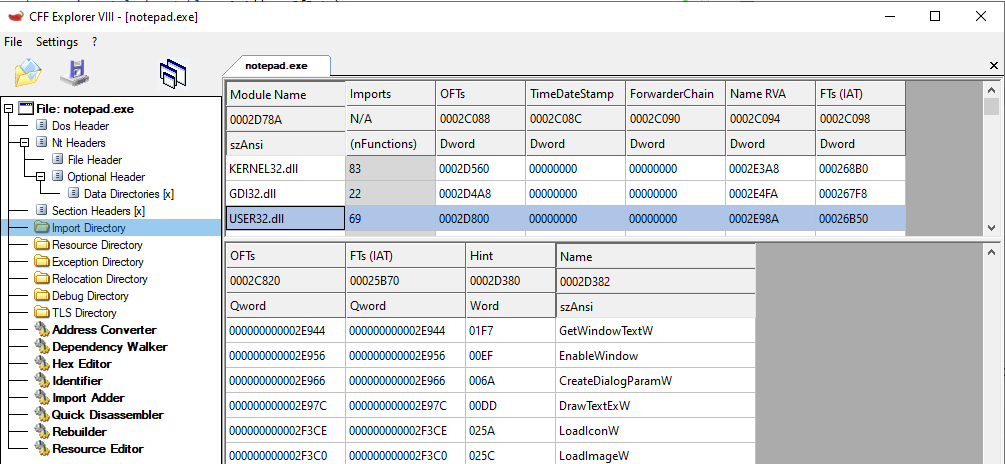 CFF Explorer VIII - [notepad.exe]
File Settings ?
notepad.exe
File: notepad.exe
Dos Header
Nt Headers
File Header
Optional Header
Data Directories [x]
Section Headers [x]
Import Directory
Resource Directory
Exception Directory
Relocation Directory
Debug Directory
TLS Directory
Address Converter
Dependency Walker
Hex Editor
Identifier
Import Adder
Quick Disassembler
Rebuilder
Resource Editor
Module Name Imports OFTs TimeDateStamp ForwarderChain Name RVA FTs (IAT)
0002D78A N/A 0002C088 0002C08C 0002C090 0002C094 0002C098
szAnsi (nFunctions) Dword Dword Dword Dword Dword
KERNEL32.dll 83 0002D560 00000000 00000000 0002E3A8 000268B0
GDI32.dll 22 0002D4A8 00000000 00000000 0002E4FA 000267F8
USER32.dll 69 0002D800 00000000 00000000 0002E98A 00026B50
OFTs FTs (IAT) Hint Name
0002C820 00025B70 0002D380 0002D382
Qword Qword Word szAnsi
000000000002E944 000000000002E944 01F7 GetWindowTextW
000000000002E956 000000000002E956 00EF EnableWindow
000000000002E966 000000000002E966 006A CreateDialogParamW
000000000002E97C 000000000002E97C 00DD DrawTextExW
000000000002F3CE 000000000002F3CE 025A LoadIconW
000000000002F3C0 000000000002F3C0 025C LoadImageW